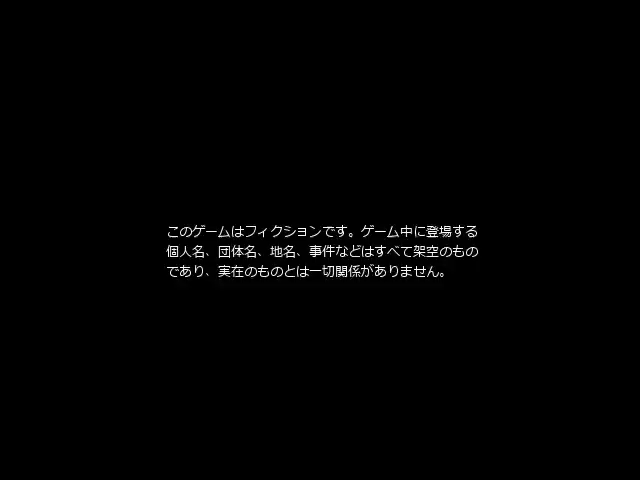 このゲームはフィクションです。ゲーム中に登場する
個人名、団体名、地名、事件などはすべて架空のもの
であり、実在のものとは一切関係がありません。